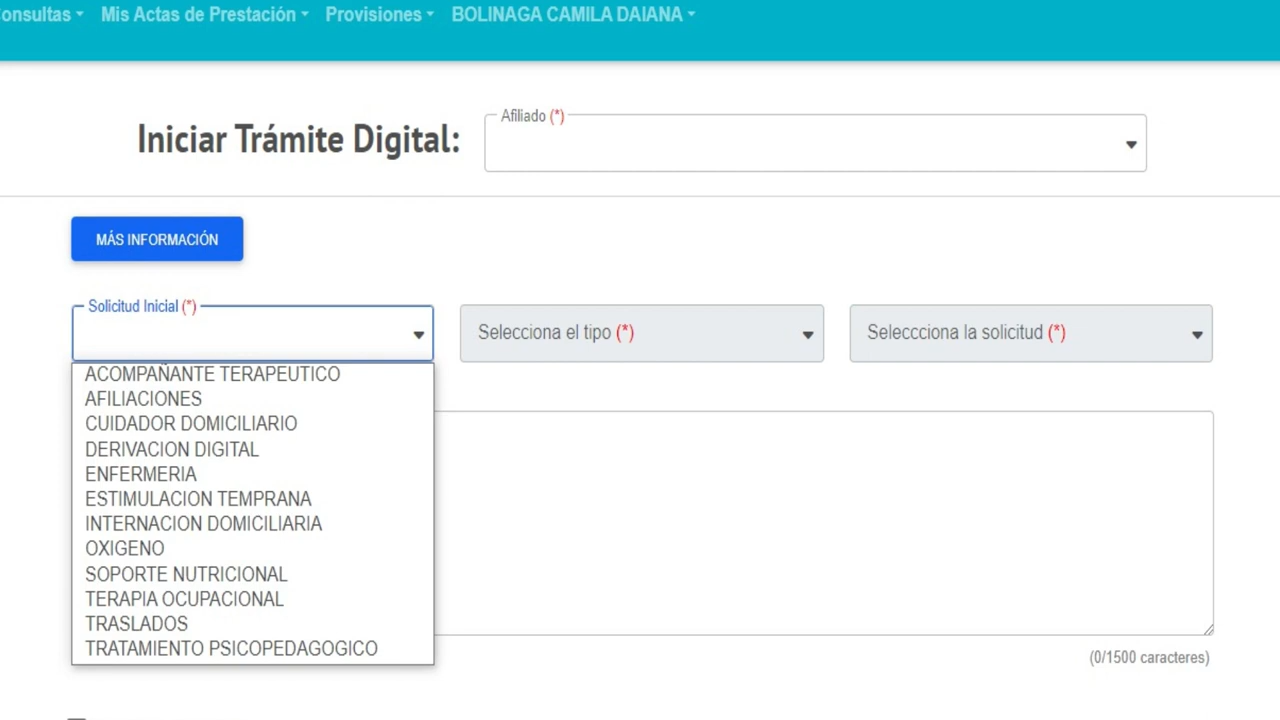 Mis Actas de Prestación Provisiones BOLINAGA CAMILA DAIANA
Iniciar Trámite Digital:
Afiliado (*)
MÁS INFORMACIÓN
Solicitud Inicial (*)
Selecciona el tipo (*)
Seleccciona la solicitud (*)
ACOMPAÑANTE TERAPEUTICO
AFILIACIONES
CUIDADOR DOMICILIARIO
DERIVACION DIGITAL
ENFERMERIA
ESTIMULACION TEMPRANA
INTERNACION DOMICILIARIA
OXIGENO
SOPORTE NUTRICIONAL
TERAPIA OCUPACIONAL
TRASLADOS
TRATAMIENTO PSICOPEDAGOGICO
(0/1500 caracteres)